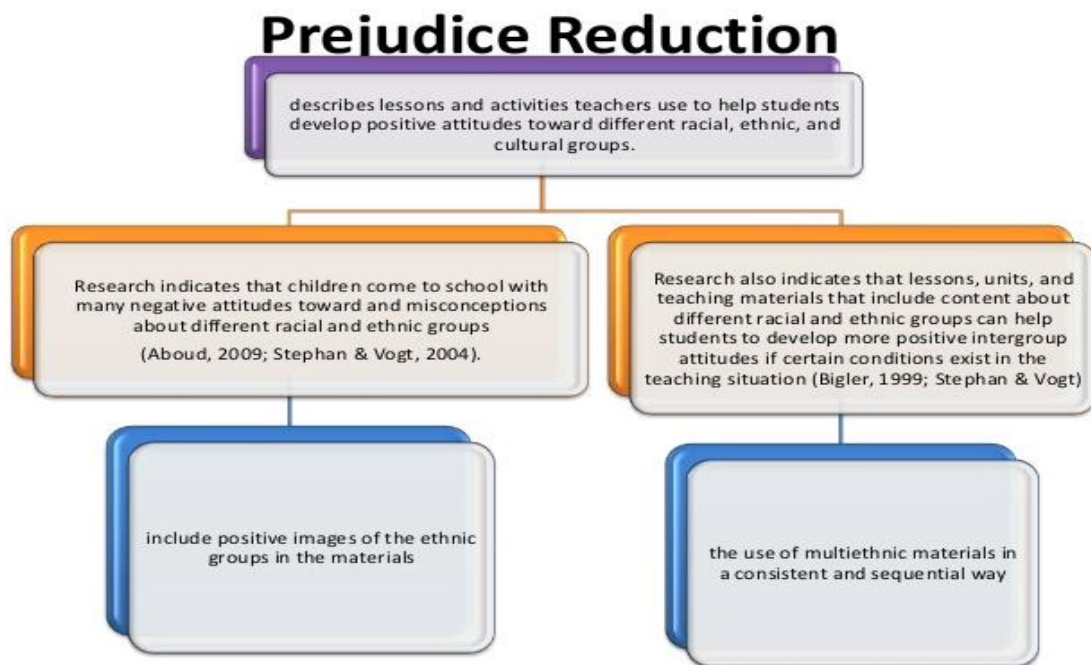 Prejudice Reduction
describes lessons and activities teachers use to help students
develop positive attitudes toward different racial, ethnic, and
cultural groups.
Research indicates that children come to school with
many negative attitudes toward and misconceptions
about different racial and ethnic groups
(Aboud, 2009; Stephan & Vogt, 2004).
Research also indicates that lessons, units, and
teaching materials that include content about
different racial and ethnic groups can help
students to develop more positive intergroup
attitudes if certain conditions exist in the
teaching situation (Bigler, 1999; Stephan & Vogt)
include positive images of the ethnic
groups in the materials
the use of multiethnic materials in
a consistent and sequential way